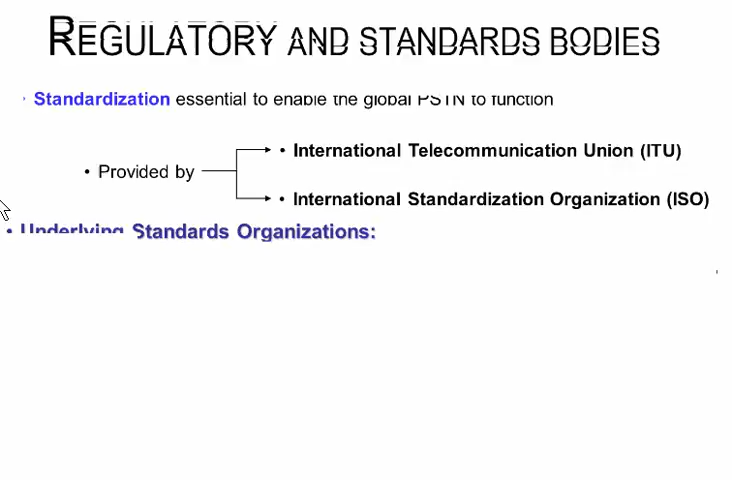 REGULATORY AND STANDARDS BODIES
Standardization essential to enable the global PSTN to function
• Provided by
• International Telecommunication Union (ITU)
• International Standardization Organization (ISO)
• Underlying Standards Organizations: